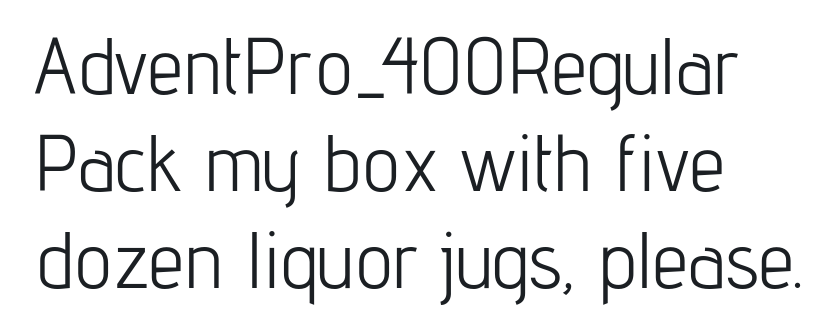 AdventPro_400Regular
Pack my box with five
dozen liquor jugs, please.